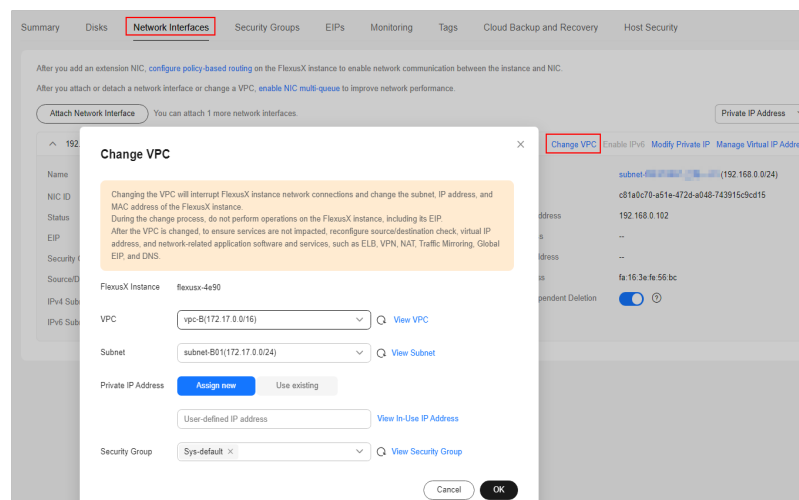 Summary Disks Network Interfaces Security Groups EIPs Monitoring Tags Cloud Backup and Recovery Host Security
After you add an extension NIC, configure policy-based routing on the FlexusX instance to enable network communication between the instance and NIC.
After you attach or detach a network interface or change a VPC, enable NIC multi-queue to improve network performance.
Attach Network Interface You can attach 1 more network interfaces. Private IP Address
192. Change VPC Enable IPv6 Modify Private IP Manage Virtual IP Addre
Change VPC
Name subnet- (192.168.0.0/24)
Changing the VPC will interrupt FlexusX instance network connections and change the subnet, IP address, and
MAC address of the FlexusX instance.
NIC ID c81a0c70-a51e-472d-a048-743915c9cd15
During the change process, do not perform operations on the FlexusX instance, including its EIP.
Status ddress 192.168.0.102
After the VPC is changed, to ensure services are not impacted, reconfigure source/destination check, virtual IP
address, and network-related application software and services, such as ELB, VPN, NAT, Traffic Mirroring, Global
EIP, and DNS.
EIP s --
Security ddress --
Source/D ss fa:16:3e:fe:56:bc
FlexusX Instance flexusx-4e90
IPv4 Sub pendent Deletion
IPv6 Sub
VPC vpc-B(172.17.0.0/16) View VPC
Subnet subnet-B01(172.17.0.0/24) View Subnet
Private IP Address Assign new Use existing
User-defined IP address View In-Use IP Address
Security Group Sys-default × View Security Group
Cancel OK